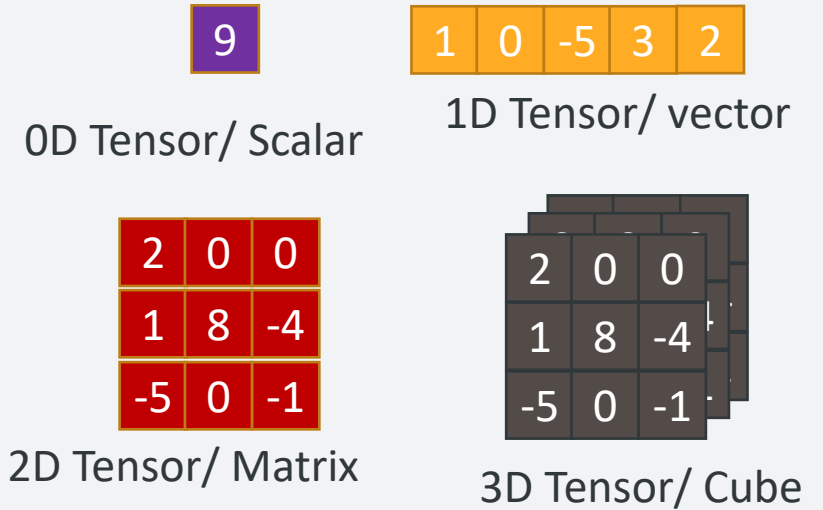 9
1 0 -5 3 2
0D Tensor/ Scalar
1D Tensor/ vector
2 0 0
1 8 -4
-5 0 -1
2D Tensor/ Matrix
2 0 0
1 8 -4
-5 0 -1
3D Tensor/ Cube